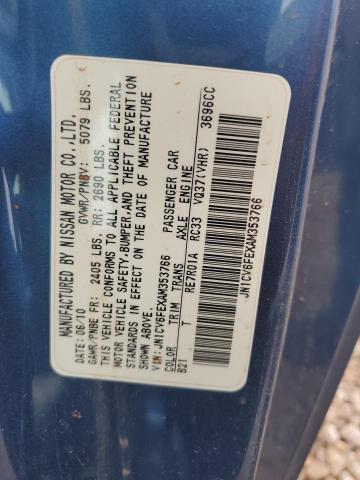 MANUFACTURED BY NISSAN MOTOR CO.,LTD.
DATE: 06/10 GVWR/PNBV: 5079 LBS.
GAWR/PNBE FR: 2405 LBS. RR: 2690 LBS.
THIS VEHICLE CONFORMS TO ALL APPLICABLE FEDERAL
MOTOR VEHICLE SAFETY,BUMPER,AND THEFT PREVENTION
STANDARDS IN EFFECT ON THE DATE OF MANUFACTURE
SHOWN ABOVE.
VIN: JN1CV6FEXAM353766 PASSENGER CAR
COLOR TRIM TRANS AXLE ENGINE
B21 T RE7R01A RC33 VQ37(VHR) 3696CC
JN1CV6FEXAM353766